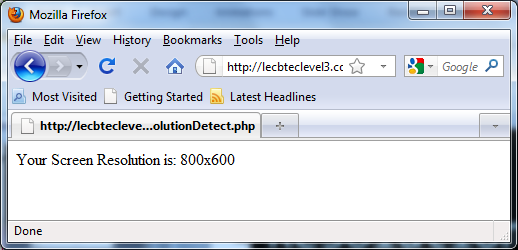 Mozilla Firefox
File Edit View History Bookmarks Tools Help
http://lecbteclevel3.cc Google
Most Visited Getting Started Latest Headlines
http://lecbtecleve...olutionDetect.php
Your Screen Resolution is: 800x600
Done